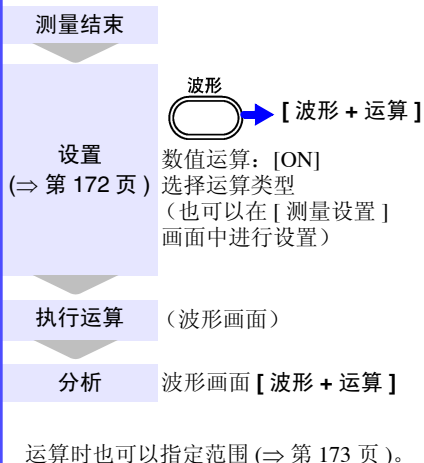 测量结束
波形
[ 波形 + 运算 ]
设置
(⇒ 第 172 页 )
数值运算：[ON]
选择运算类型
（也可以在 [ 测量设置 ]
画面中进行设置）
执行运算
（波形画面）
分析
波形画面 [ 波形 + 运算 ]
运算时也可以指定范围 (⇒ 第 173 页 )。